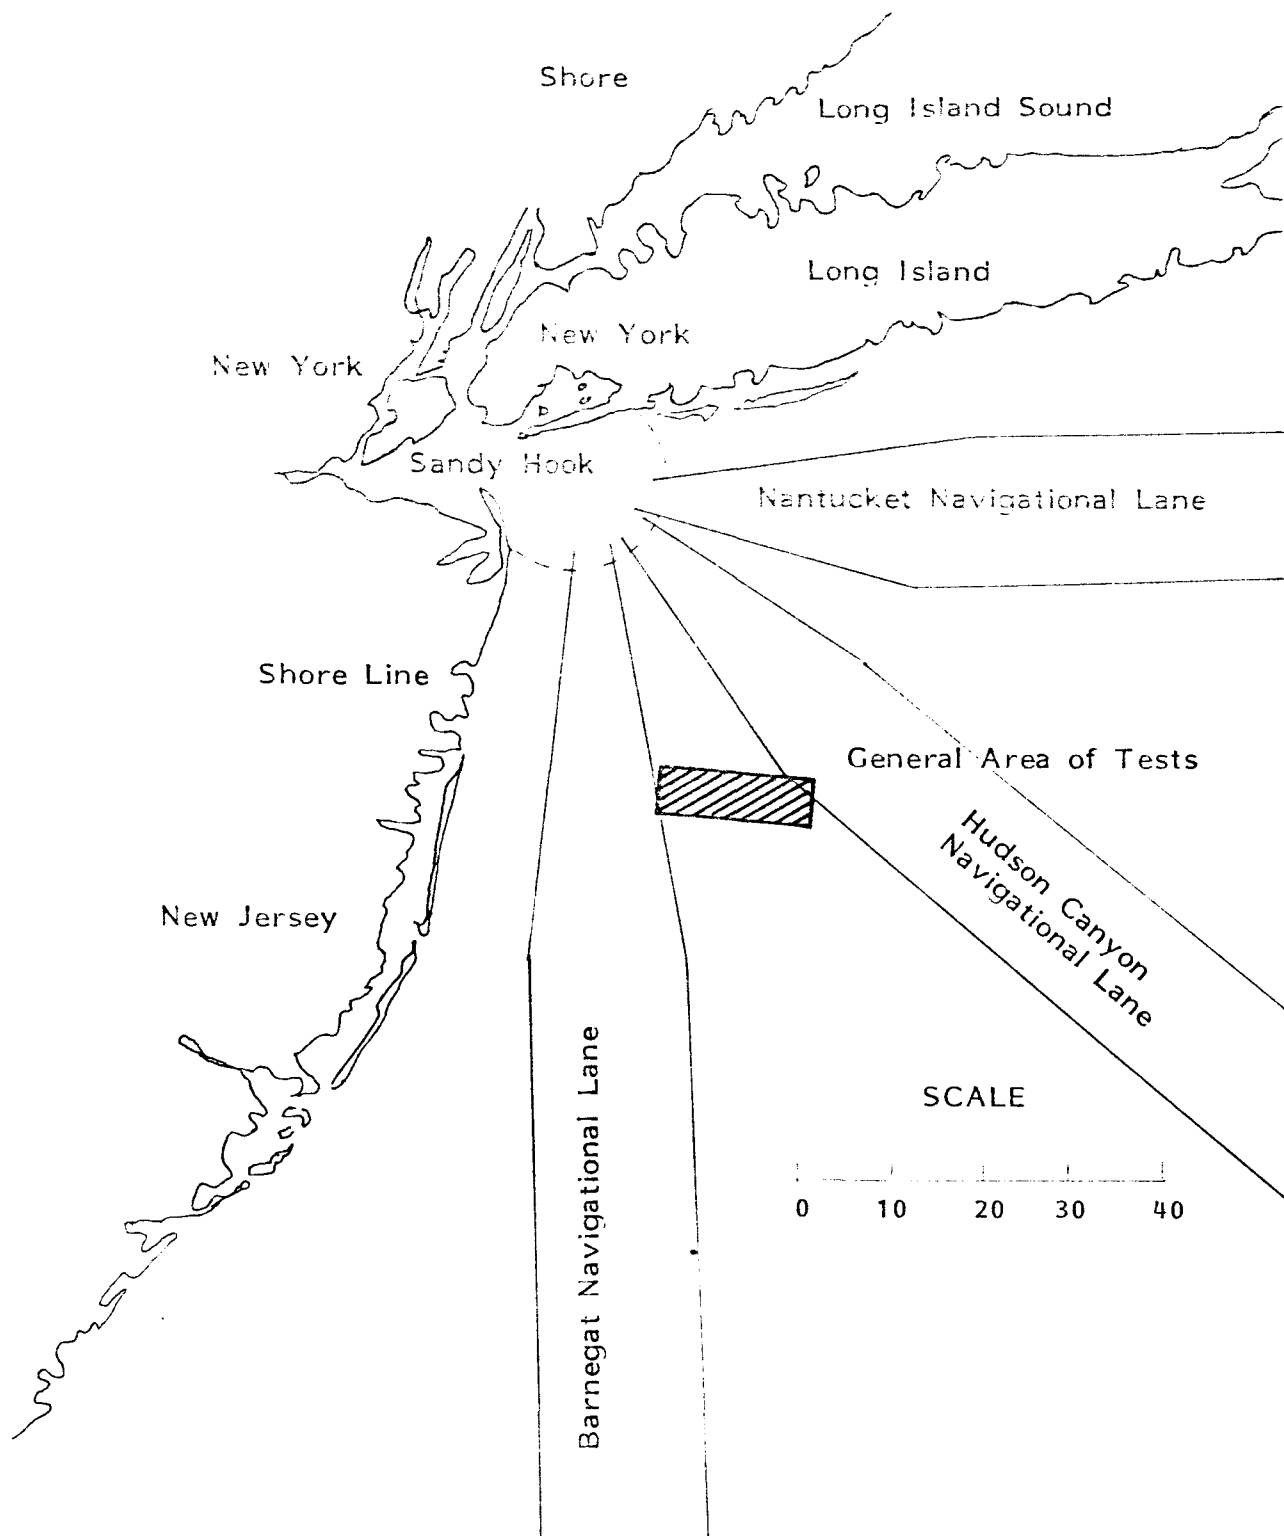 Shore
Long Island Sound
Long Island
New York
New York
Sandy Hook
Nantucket Navigational Lane
Shore Line
General Area of Tests
Hudson Canyon
Navigational Lane
New Jersey
Barnegat Navigational Lane
SCALE
0 10 20 30 40